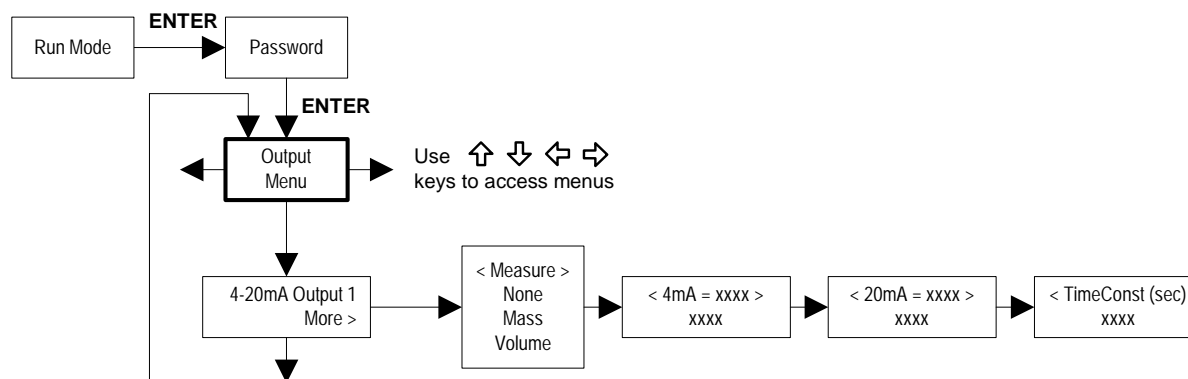 ENTER
Run Mode
Password
ENTER
Output
Menu
Use
keys to access menus
4-20mA Output 1
More >
< Measure >
None
Mass
Volume
< 4mA = xxxx >
xxxx
< 20mA = xxxx >
xxxx
< TimeConst (sec)
xxxx